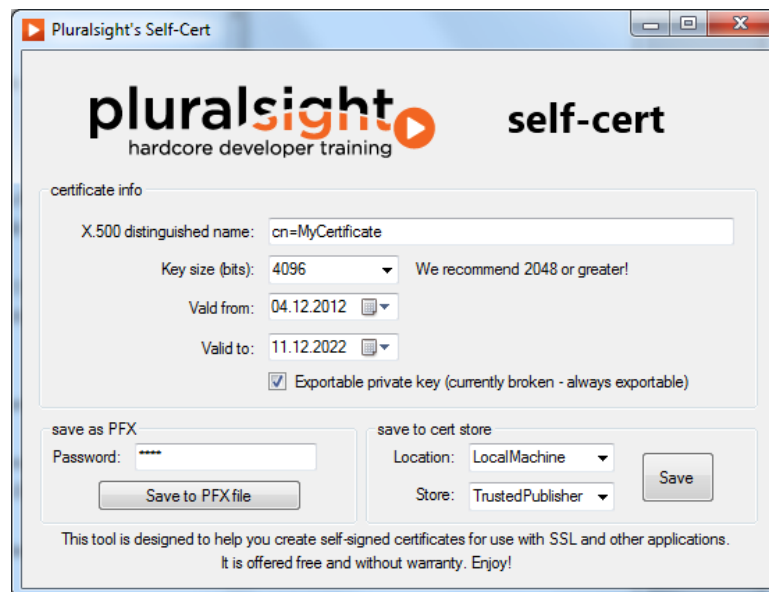 Pluralsight's Self-Cert
pluralsight
hardcore developer training
self-cert
certificate info
X.500 distinguished name: cn=MyCertificate
Key size (bits): 4096 We recommend 2048 or greater!
Vald from: 04.12.2012
Valid to: 11.12.2022
Exportable private key (currently broken - always exportable)
save as PFX
Password: ****
Save to PFX file
save to cert store
Location: LocalMachine
Store: TrustedPublisher
Save
This tool is designed to help you create self-signed certificates for use with SSL and other applications.
It is offered free and without warranty. Enjoy!